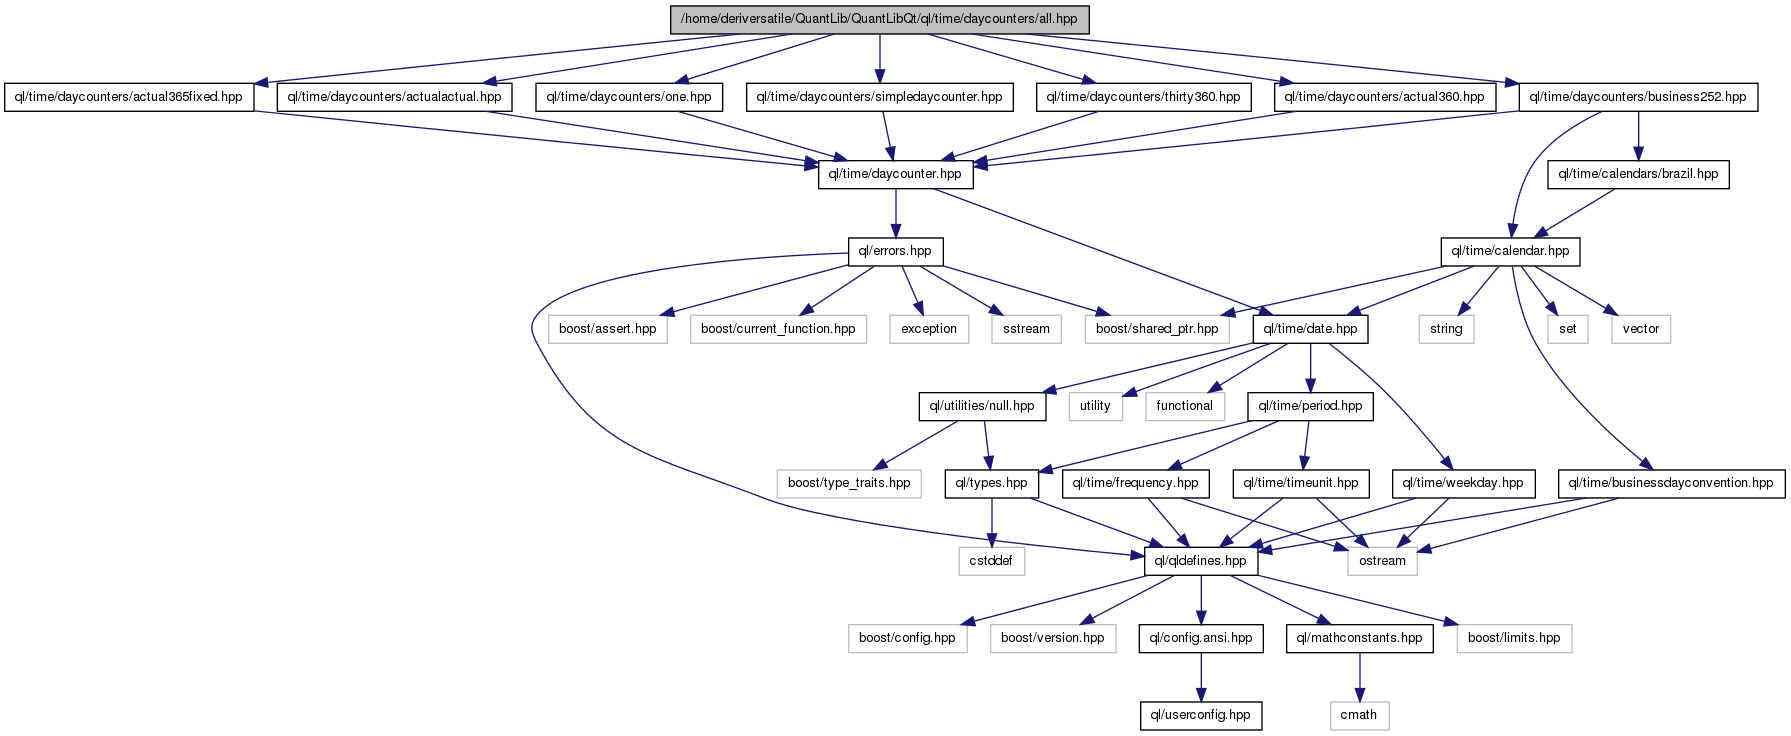 /home/deriversatile/QuantLib/QuantLibQt/ql/time/daycounters/all.hpp
ql/time/daycounters/actual365fixed.hpp
ql/time/daycounters/actualactual.hpp
ql/time/daycounters/one.hpp
ql/time/daycounters/simpledaycounter.hpp
ql/time/daycounters/thirty360.hpp
ql/time/daycounters/actual360.hpp
ql/time/daycounters/business252.hpp
ql/time/daycounter.hpp
ql/time/calendars/brazil.hpp
ql/errors.hpp
ql/time/calendar.hpp
boost/assert.hpp
boost/current_function.hpp
exception
sstream
boost/shared_ptr.hpp
ql/time/date.hpp
string
set
vector
ql/utilities/null.hpp
utility
functional
ql/time/period.hpp
boost/type_traits.hpp
ql/types.hpp
ql/time/frequency.hpp
ql/time/timeunit.hpp
ql/time/weekday.hpp
ql/time/businessdayconvention.hpp
cstddef
ql/qldefines.hpp
ostream
boost/config.hpp
boost/version.hpp
ql/config.ansi.hpp
ql/mathconstants.hpp
boost/limits.hpp
ql/userconfig.hpp
cmath